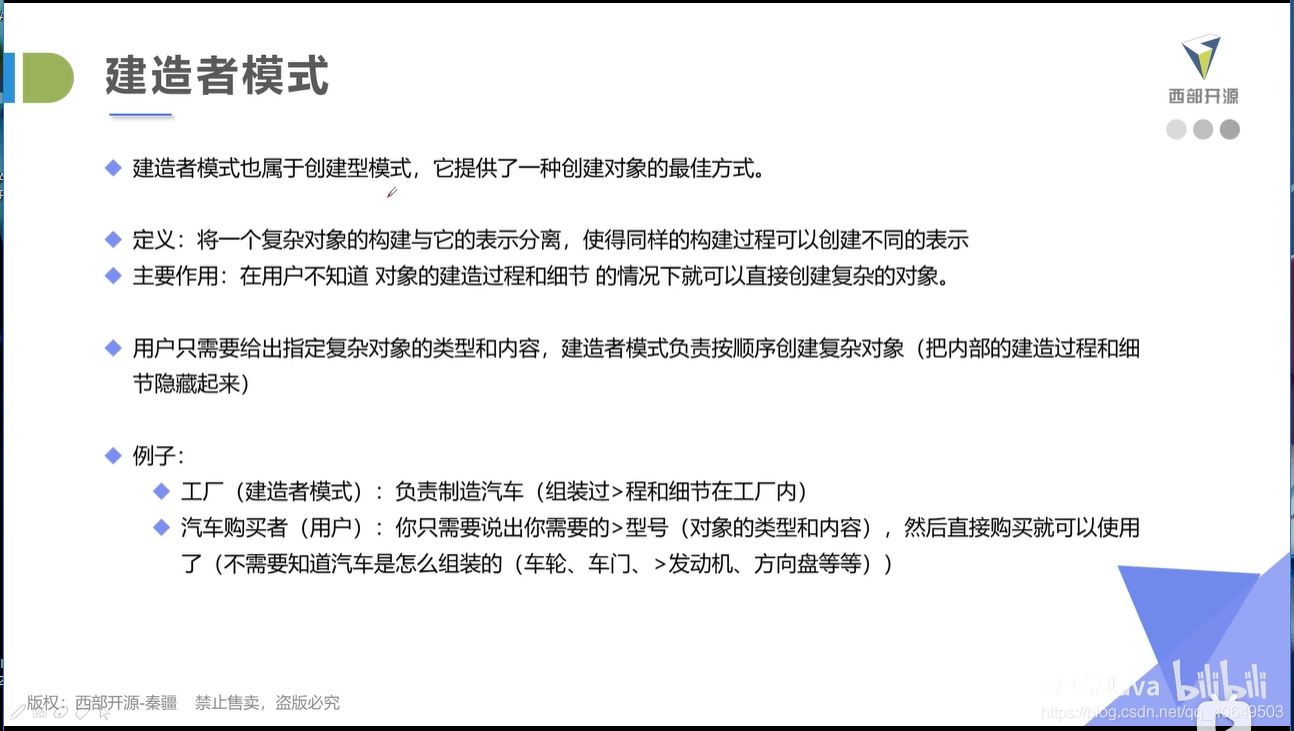 建造者模式
西部开源
建造者模式也属于创建型模式，它提供了一种创建对象的最佳方式。
定义：将一个复杂对象的构建与它的表示分离，使得同样的构建过程可以创建不同的表示
主要作用：在用户不知道 对象的建造过程和细节 的情况下就可以直接创建复杂的对象。
用户只需要给出指定复杂对象的类型和内容，建造者模式负责按顺序创建复杂对象（把内部的建造过程和细
节隐藏起来）
例子：
工厂（建造者模式）：负责制造汽车（组装过>程和细节在工厂内）
汽车购买者（用户）：你只需要说出你需要的>型号（对象的类型和内容），然后直接购买就可以使用
了（不需要知道汽车是怎么组装的（车轮、车门、>发动机、方向盘等等））
版权：西部开源-秦疆 禁止售卖，盗版必究
bilibili
https://blog.csdn.net/qq_40649503